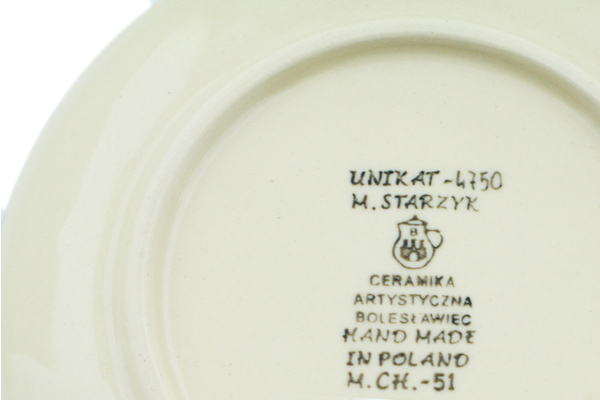 UNIKAT-4750
M. STARZYK
B
CERAMIKA
ARTYSTYCZNA
BOLESŁAWIEC
HAND MADE
IN POLAND
M.CH.-51